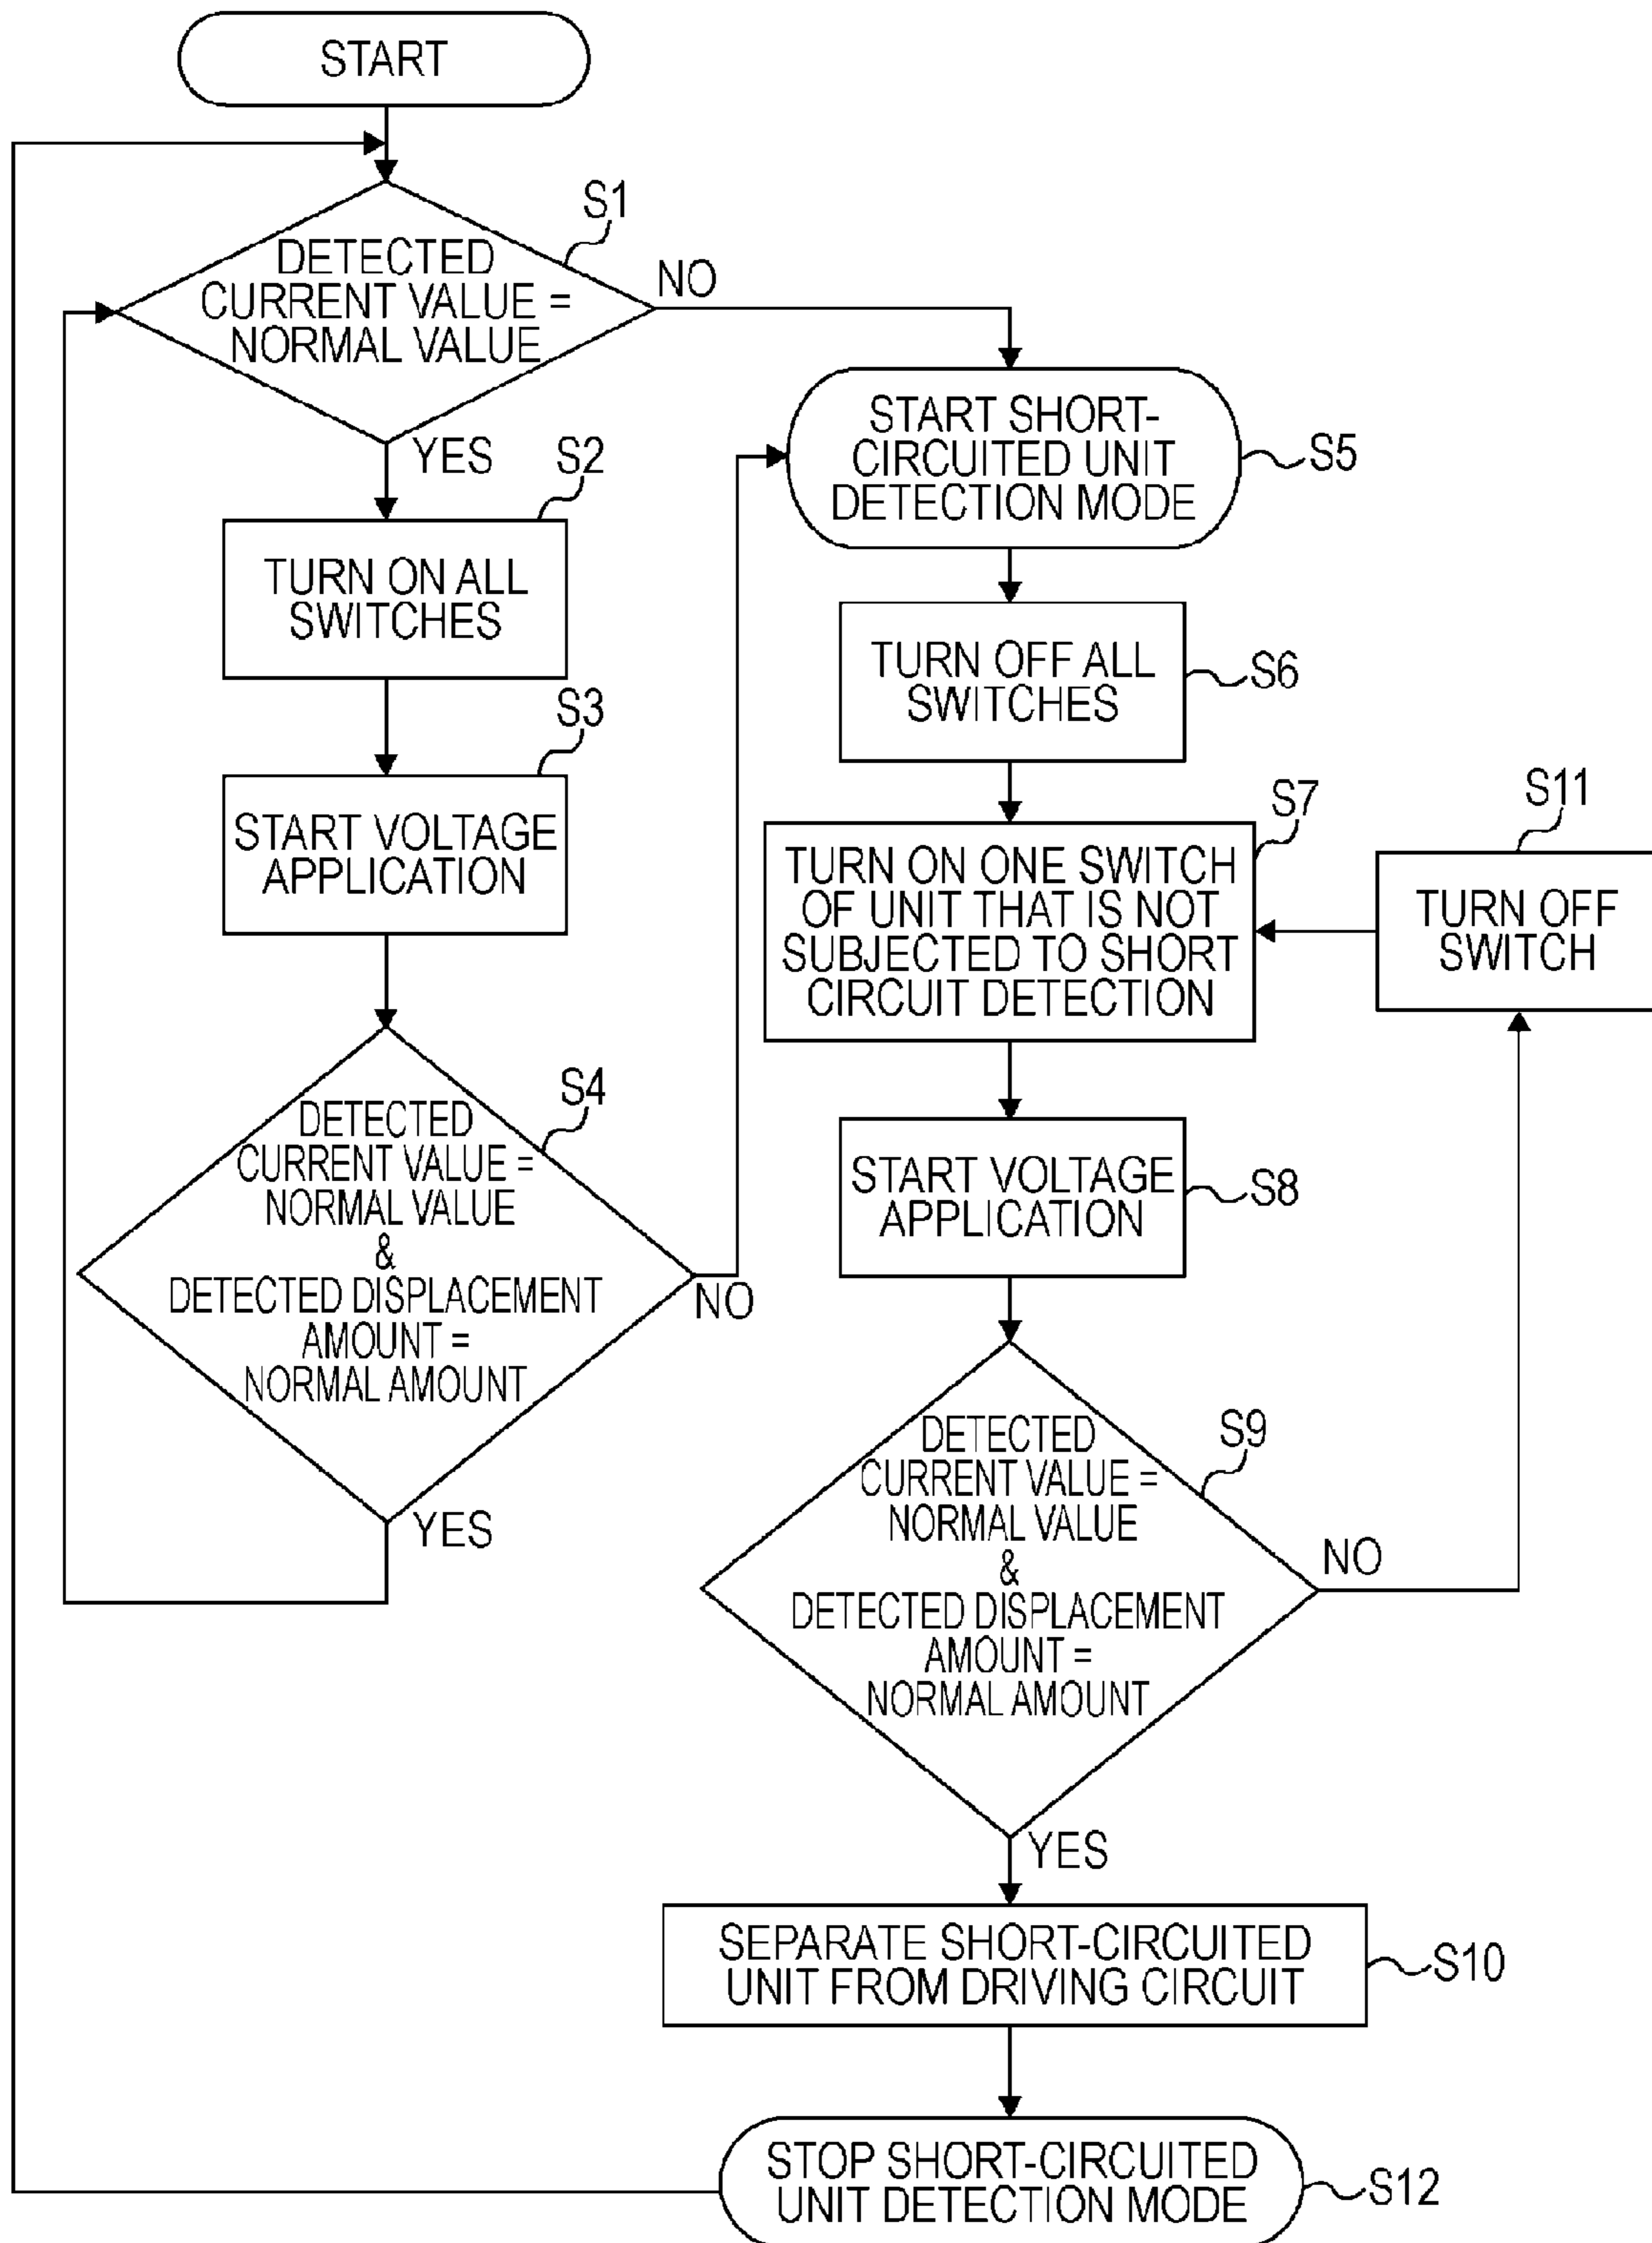 START
S1
DETECTED
CURRENT VALUE =
NORMAL VALUE
NO
YES
S2
TURN ON ALL
SWITCHES
S3
START VOLTAGE
APPLICATION
S4
DETECTED
CURRENT VALUE =
NORMAL VALUE
&
DETECTED DISPLACEMENT
AMOUNT =
NORMAL AMOUNT
NO
YES
START SHORT-
CIRCUITED UNIT
DETECTION MODE
S5
TURN OFF ALL
SWITCHES
S6
S7
TURN ON ONE SWITCH
OF UNIT THAT IS NOT
SUBJECTED TO SHORT
CIRCUIT DETECTION
S11
TURN OFF
SWITCH
START VOLTAGE
APPLICATION
S8
S9
DETECTED
CURRENT VALUE =
NORMAL VALUE
&
DETECTED DISPLACEMENT
AMOUNT =
NORMAL AMOUNT
NO
YES
SEPARATE SHORT-CIRCUITED
UNIT FROM DRIVING CIRCUIT
S10
STOP SHORT-CIRCUITED
UNIT DETECTION MODE
S12